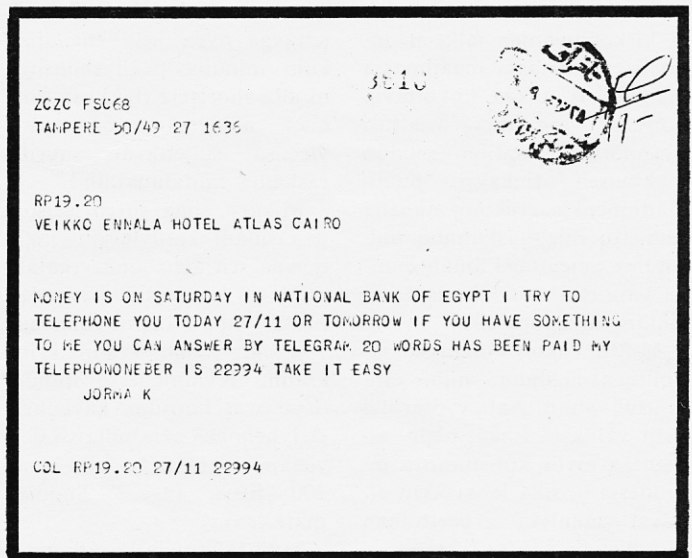 3810
ZCZC FSC68
TAMPERE 50/49 27 1636
RP19.20
VEIKKO ENNALA HOTEL ATLAS CAIRO
MONEY IS ON SATURDAY IN NATIONAL BANK OF EGYPT I TRY TO
TELEPHONE YOU TODAY 27/11 OR TOMORROW IF YOU HAVE SOMETHING
TO ME YOU CAN ANSWER BY TELEGRAM 20 WORDS HAS BEEN PAID MY
TELEPHONONEBER IS 22994 TAKE IT EASY
JORMA K
COL RP19.20 27/11 22994